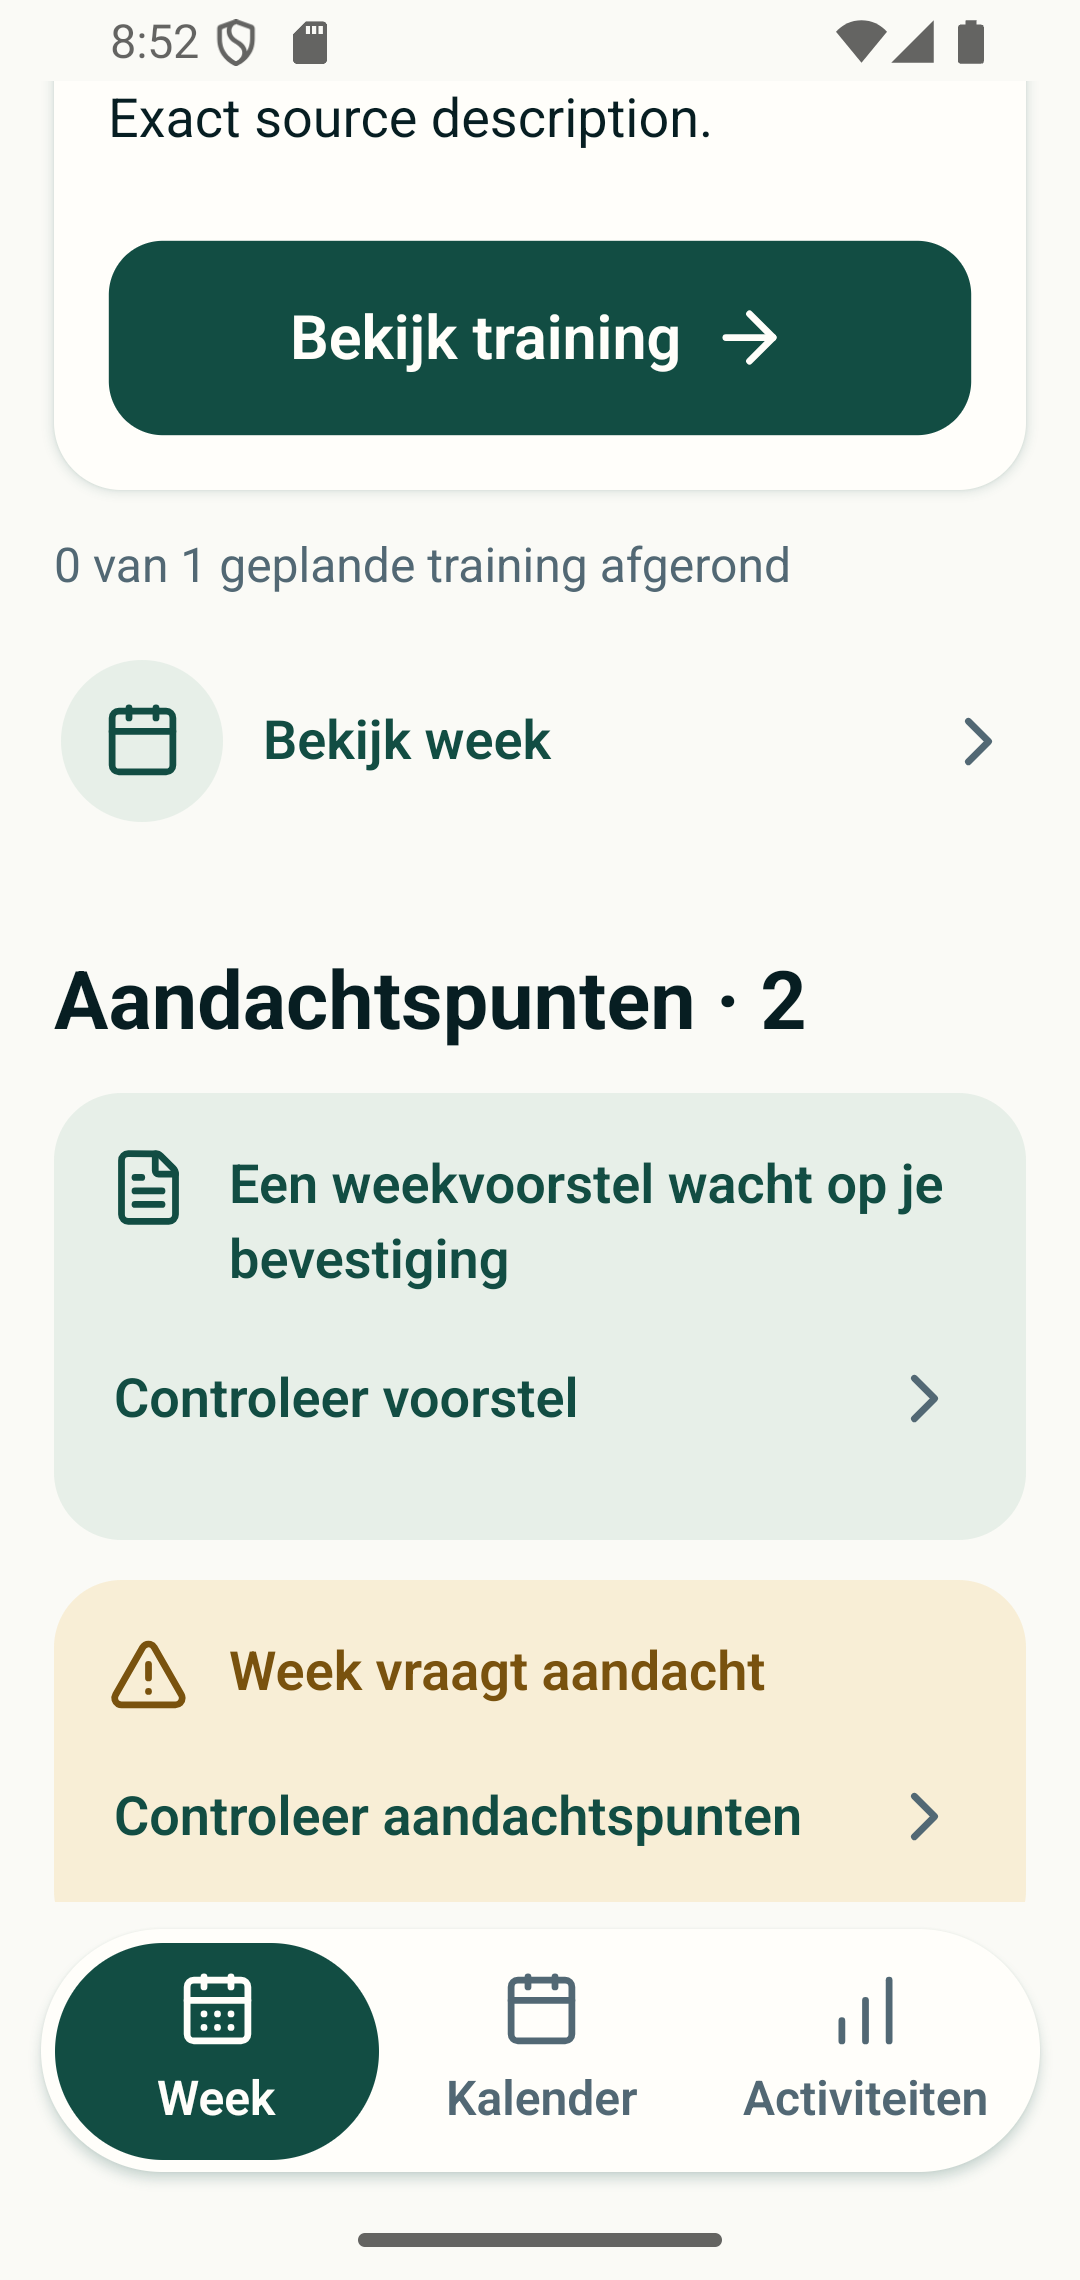 8:52
Exact source description.
Bekijk training
0 van 1 geplande training afgerond
Bekijk week
Aandachtspunten · 2
Een weekvoorstel wacht op je
bevestiging
Controleer voorstel
Week vraagt aandacht
Controleer aandachtspunten
Week
Kalender
Activiteiten